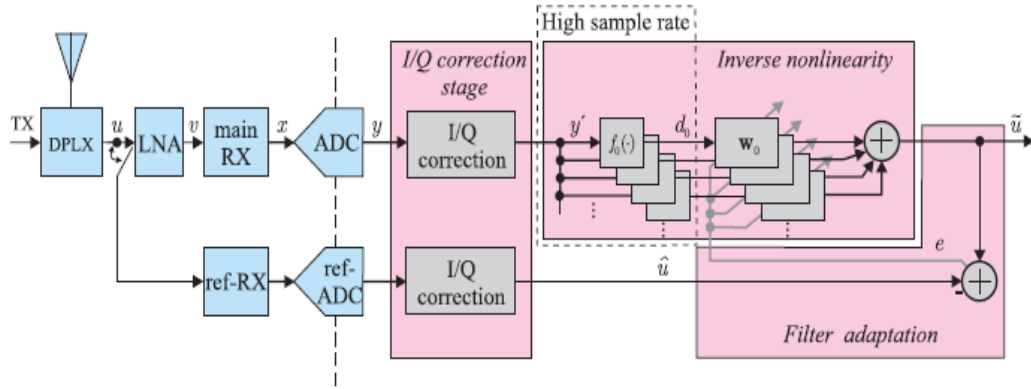 High sample rate
I/Q correction
stage
Inverse nonlinearity
TX
DPLX
u
LNA
v
main
RX
x
ADC
y
I/Q
correction
y´
f₀(·)
d₀
w₀
ũ
ref-RX
ref-
ADC
I/Q
correction
û
e
-
Filter adaptation